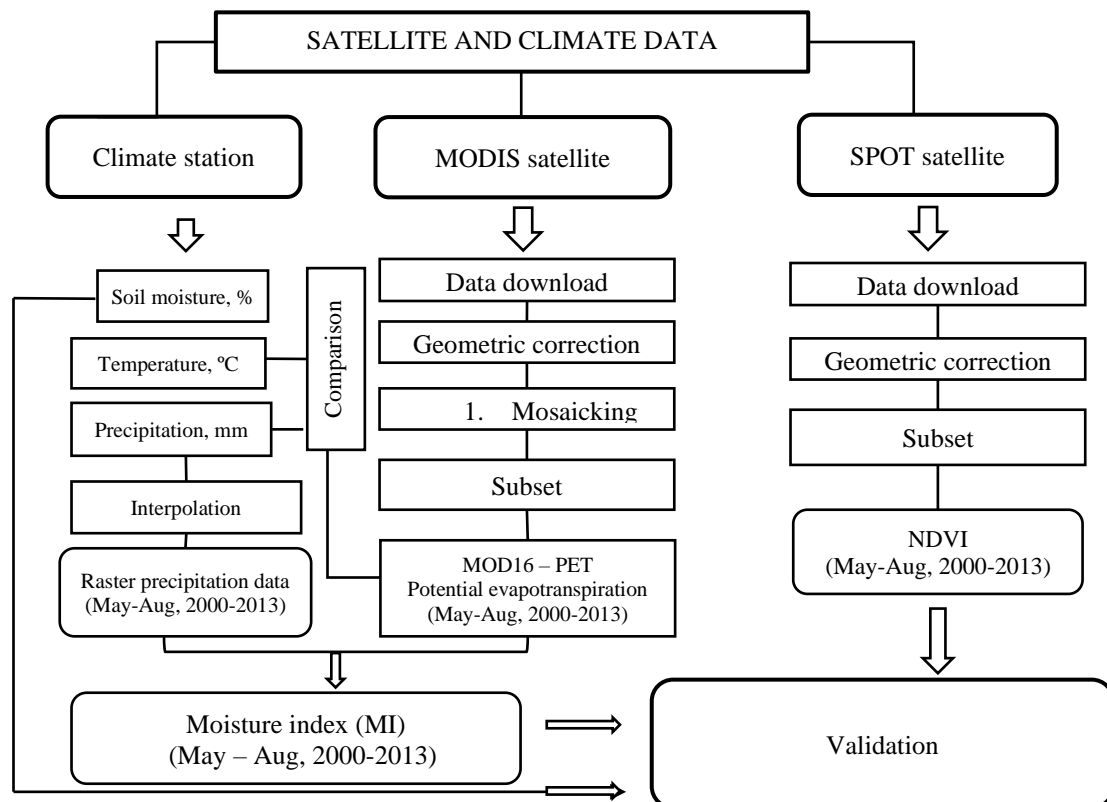 SATELLITE AND CLIMATE DATA
Climate station
MODIS satellite
SPOT satellite
Soil moisture, %
Temperature, ºC
Precipitation, mm
Interpolation
Raster precipitation data
(May-Aug, 2000-2013)
Comparison
Data download
Geometric correction
1. Mosaicking
Subset
MOD16 – PET
Potential evapotranspiration
(May-Aug, 2000-2013)
Data download
Geometric correction
Subset
NDVI
(May-Aug, 2000-2013)
Moisture index (MI)
(May – Aug, 2000-2013)
Validation